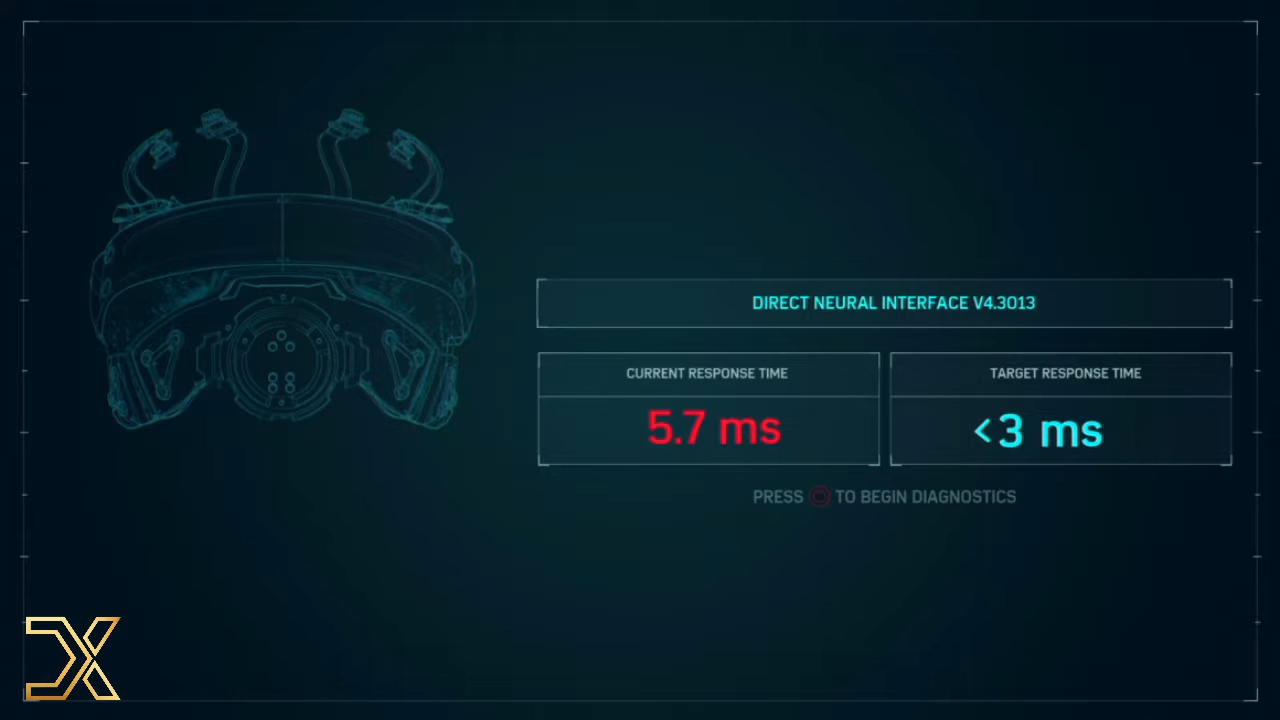 DIRECT NEURAL INTERFACE V4.3013
CURRENT RESPONSE TIME
5.7 ms
TARGET RESPONSE TIME
<3 ms
PRESS TO BEGIN DIAGNOSTICS
DX